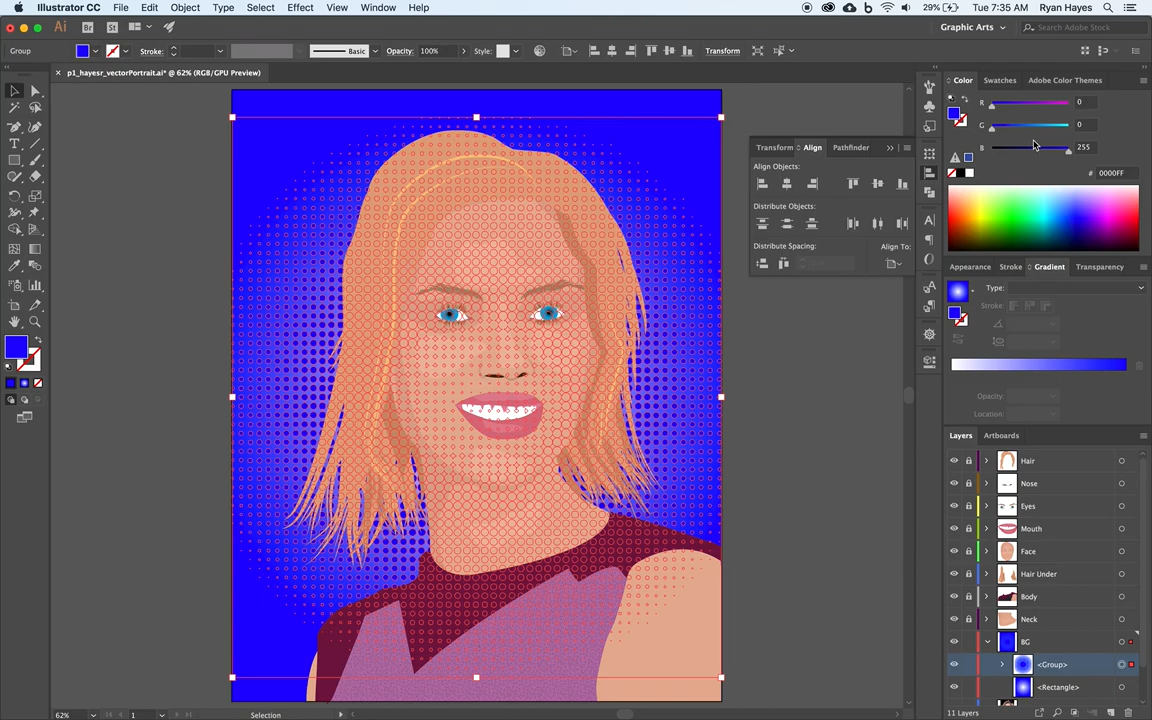 Illustrator CC File Edit Object Type Select Effect View Window Help 29% Tue 7:35 AM Ryan Hayes
Ai Br St Graphic Arts Search Adobe Stock
Group Stroke: Basic Opacity: 100% Style: Transform
× p1_hayesr_vectorPortrait.ai* @ 62% (RGB/GPU Preview)
Color Swatches Adobe Color Themes
R 0
G 0
B 255
# 0000FF
Transform Align Pathfinder
Align Objects:
Distribute Objects:
Distribute Spacing: Align To:
Appearance Stroke Gradient Transparency
Type:
Stroke:
Opacity:
Location:
Layers Artboards
Hair
Nose
Eyes
Mouth
Face
Hair Under
Body
Neck
BG
<Group>
<Rectangle>
11 Layers
62% 1 Selection